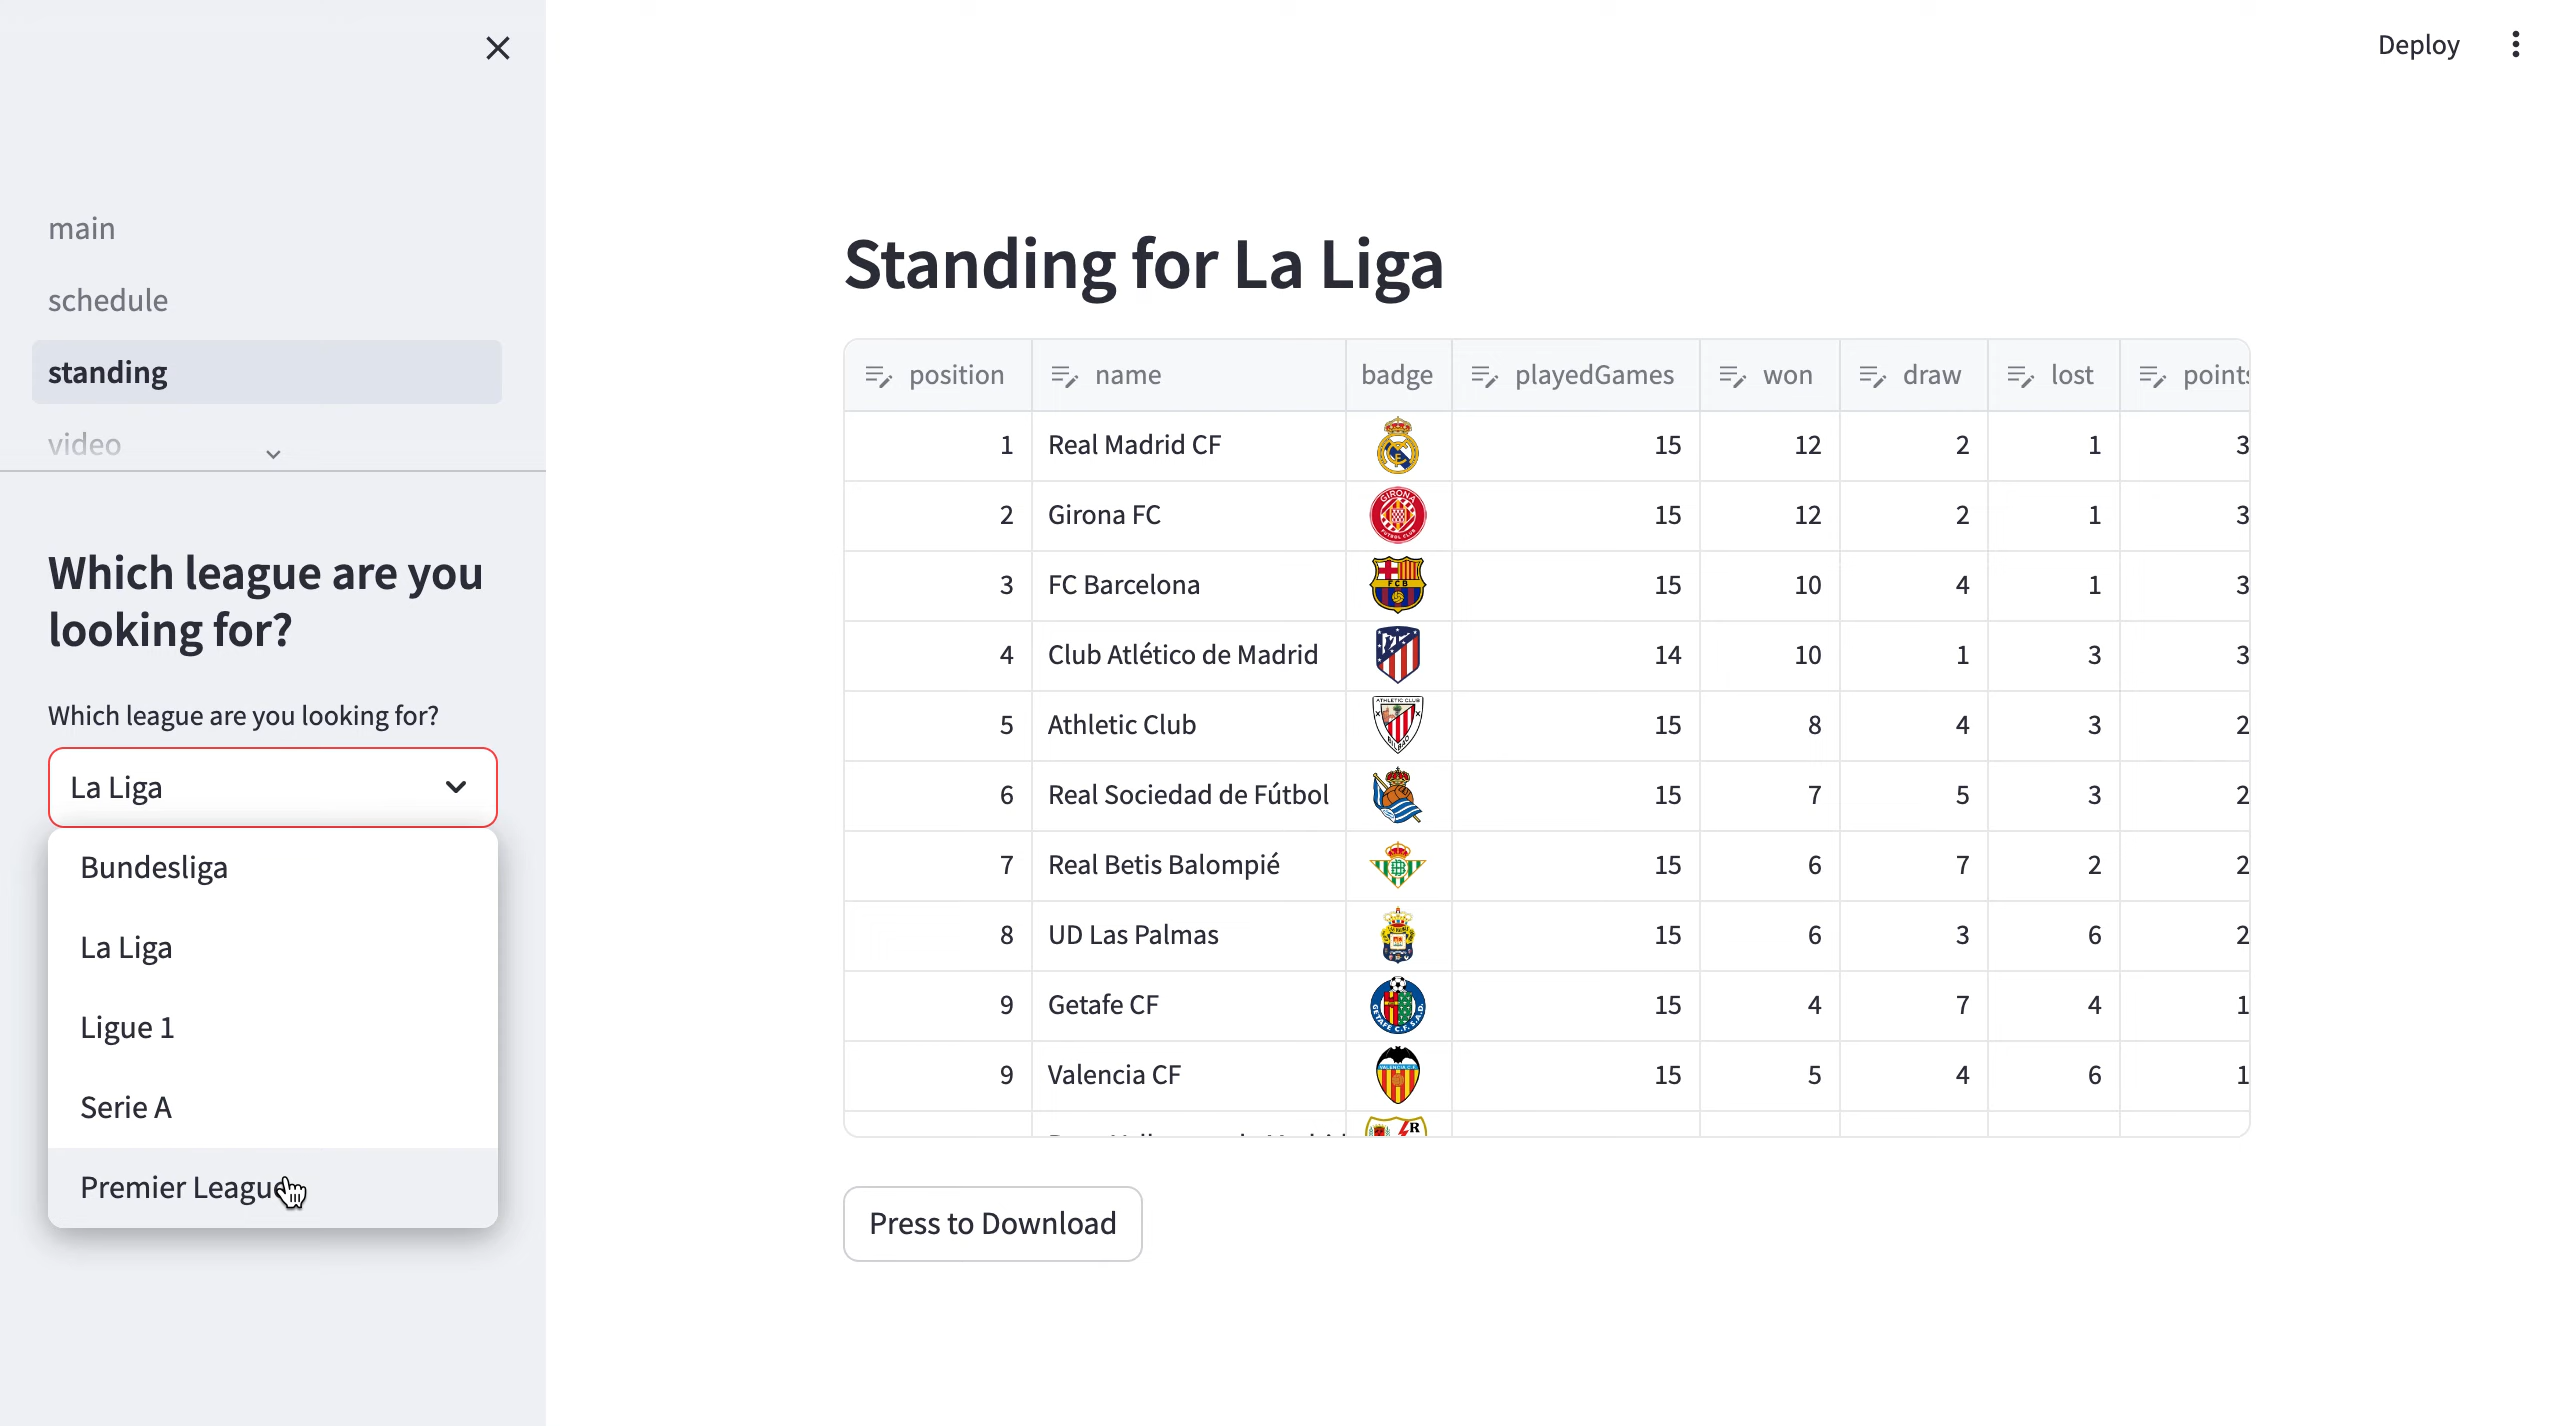 Deploy
main
schedule
standing
video
Which league are you
looking for?
Which league are you looking for?
La Liga
Bundesliga
La Liga
Ligue 1
Serie A
Premier League
Standing for La Liga
position name badge playedGames won draw lost points
1 Real Madrid CF 15 12 2 1 3
2 Girona FC 15 12 2 1 3
3 FC Barcelona 15 10 4 1 3
4 Club Atlético de Madrid 14 10 1 3 3
5 Athletic Club 15 8 4 3 2
6 Real Sociedad de Fútbol 15 7 5 3 2
7 Real Betis Balompié 15 6 7 2 2
8 UD Las Palmas 15 6 3 6 2
9 Getafe CF 15 4 7 4 1
9 Valencia CF 15 5 4 6 1
Press to Download